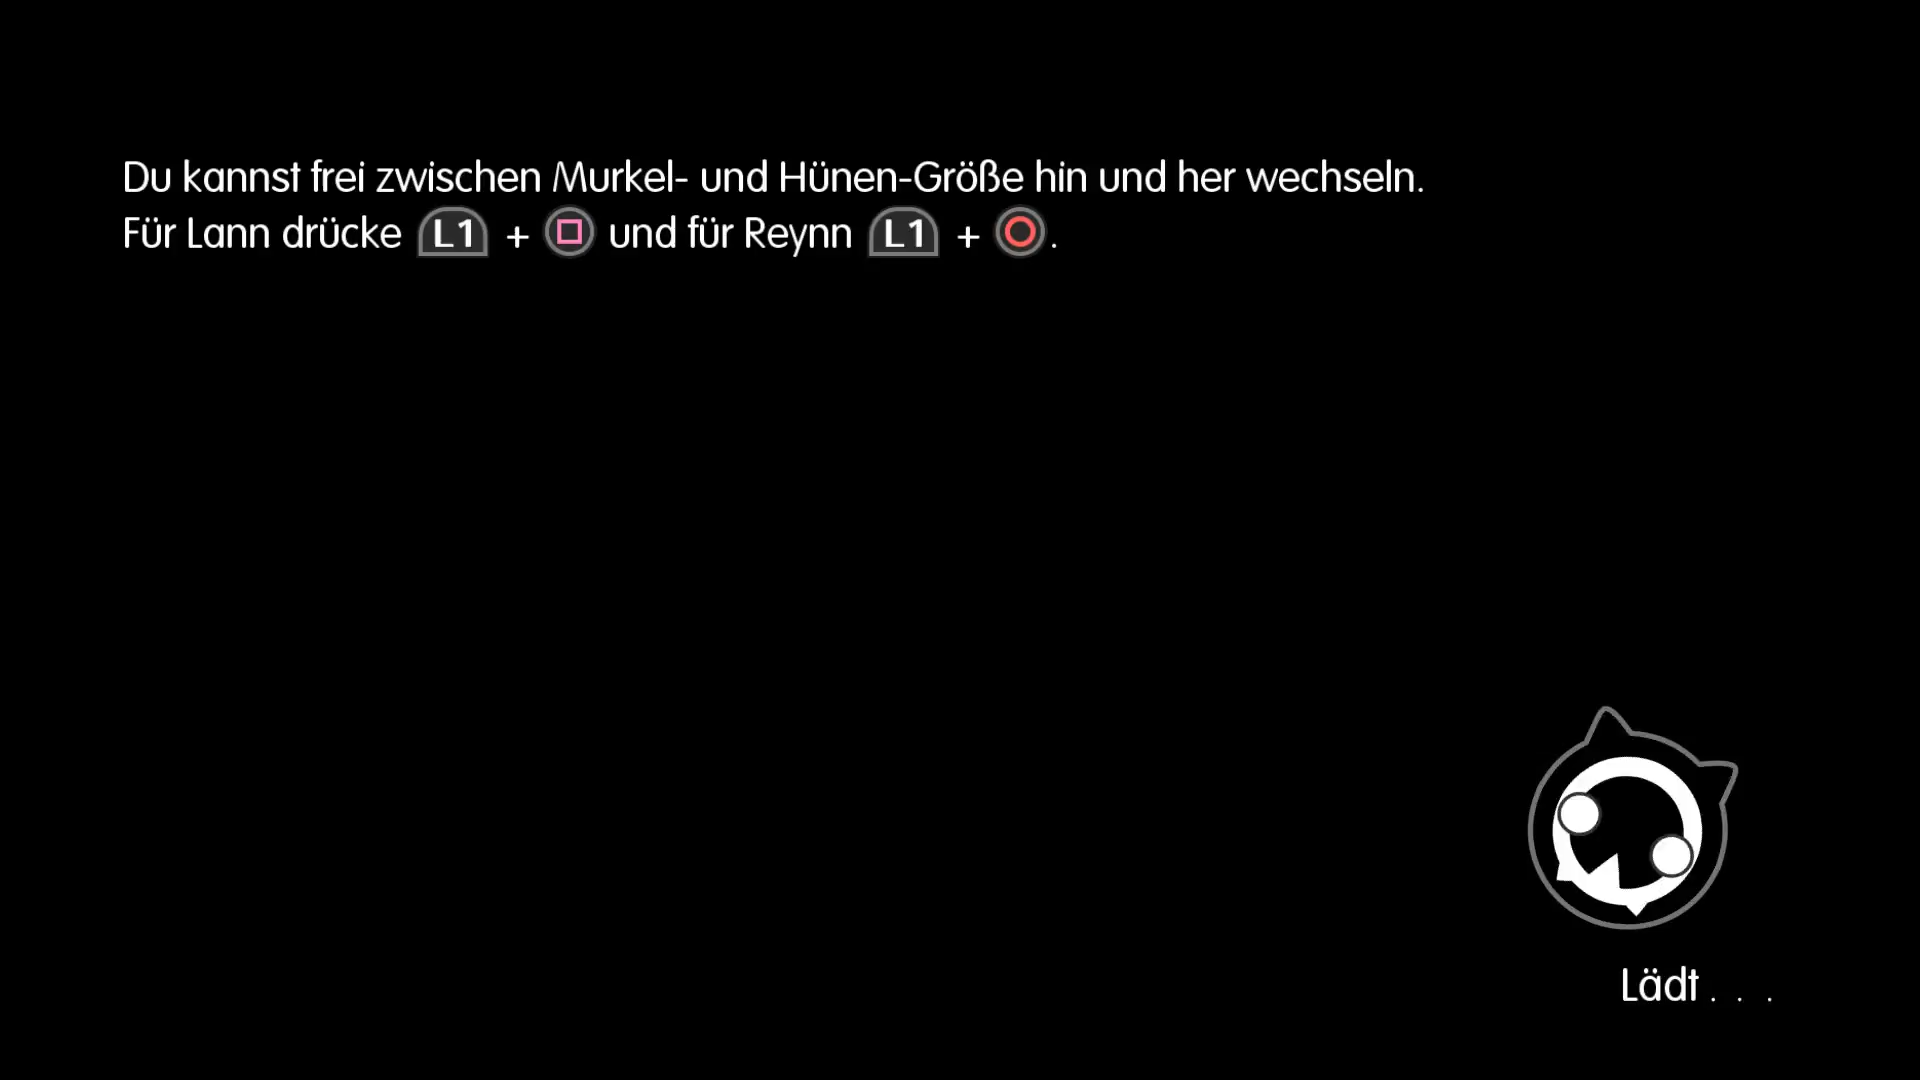 Du kannst frei zwischen Murkel- und Hünen-Größe hin und her wechseln.
Für Lann drücke L1 + □ und für Reynn L1 + ○.
Lädt . . .